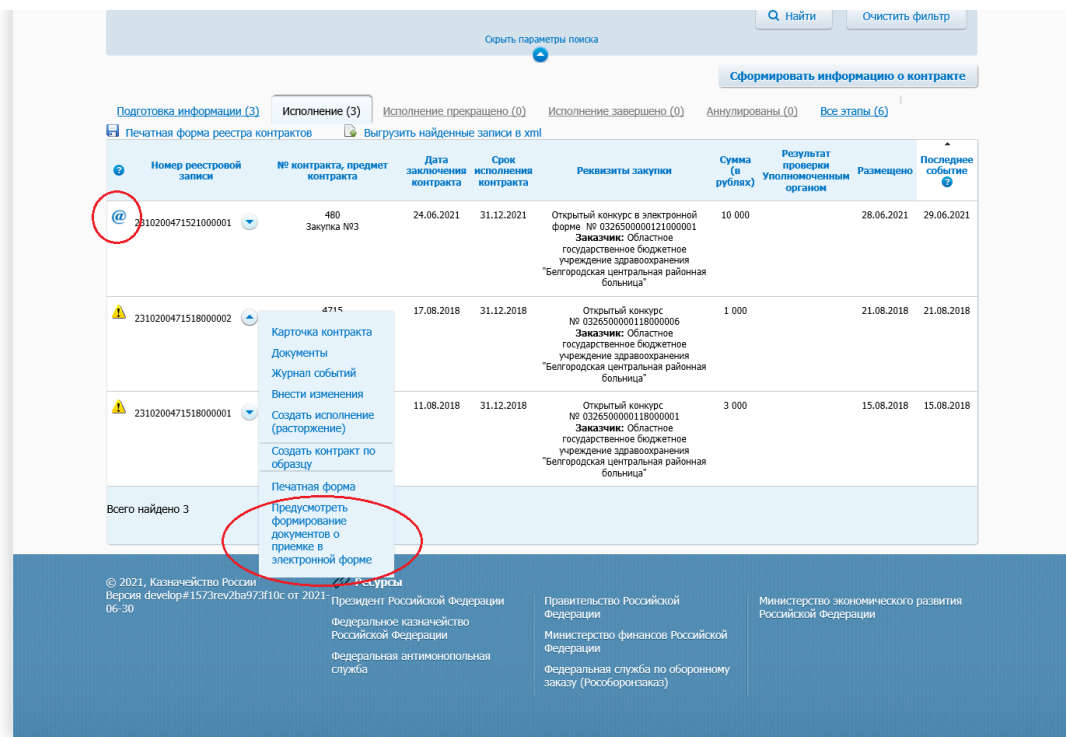 Найти
Очистить фильтр
Скрыть параметры поиска
Сформировать информацию о контракте
Подготовка информации (3)
Исполнение (3)
Исполнение прекращено (0)
Исполнение завершено (0)
Аннулированы (0)
Все этапы (6)
Печатная форма реестра контрактов
Выгрузить найденные записи в xml
Номер реестровой
записи
№ контракта, предмет
контракта
Дата
заключения
контракта
Срок
исполнения
контракта
Реквизиты закупки
Сумма
(в
рублях)
Результат
проверки
Уполномоченным
органом
Размещено
Последнее
событие
@
2310200471521000001
480
Закупка №3
24.06.2021
31.12.2021
Открытый конкурс в электронной
форме № 0326500000121000001
Заказчик: Областное
государственное бюджетное
учреждение здравоохранения
"Белгородская центральная районная
больница"
10 000
28.06.2021
29.06.2021
2310200471518000002
4715
17.08.2018
31.12.2018
Открытый конкурс
№ 0326500000118000006
Заказчик: Областное
государственное бюджетное
учреждение здравоохранения
"Белгородская центральная районная
больница"
1 000
21.08.2018
21.08.2018
Карточка контракта
Документы
Журнал событий
Внести изменения
Создать исполнение
(расторжение)
Создать контракт по
образцу
Печатная форма
Предусмотреть
формирование
документов о
приемке в
электронной форме
2310200471518000001
11.08.2018
31.12.2018
Открытый конкурс
№ 0326500000118000001
Заказчик: Областное
государственное бюджетное
учреждение здравоохранения
"Белгородская центральная районная
больница"
3 000
15.08.2018
15.08.2018
Всего найдено 3
© 2021, Казначейство России
Версия develop#1573rev2ba973f10c от 2021-
06-30
Ресурсы
Президент Российской Федерации
Федеральное казначейство
Российской Федерации
Федеральная антимонопольная
служба
Правительство Российской
Федерации
Министерство финансов Российской
Федерации
Федеральная служба по оборонному
заказу (Рособоронзаказ)
Министерство экономического развития
Российской Федерации